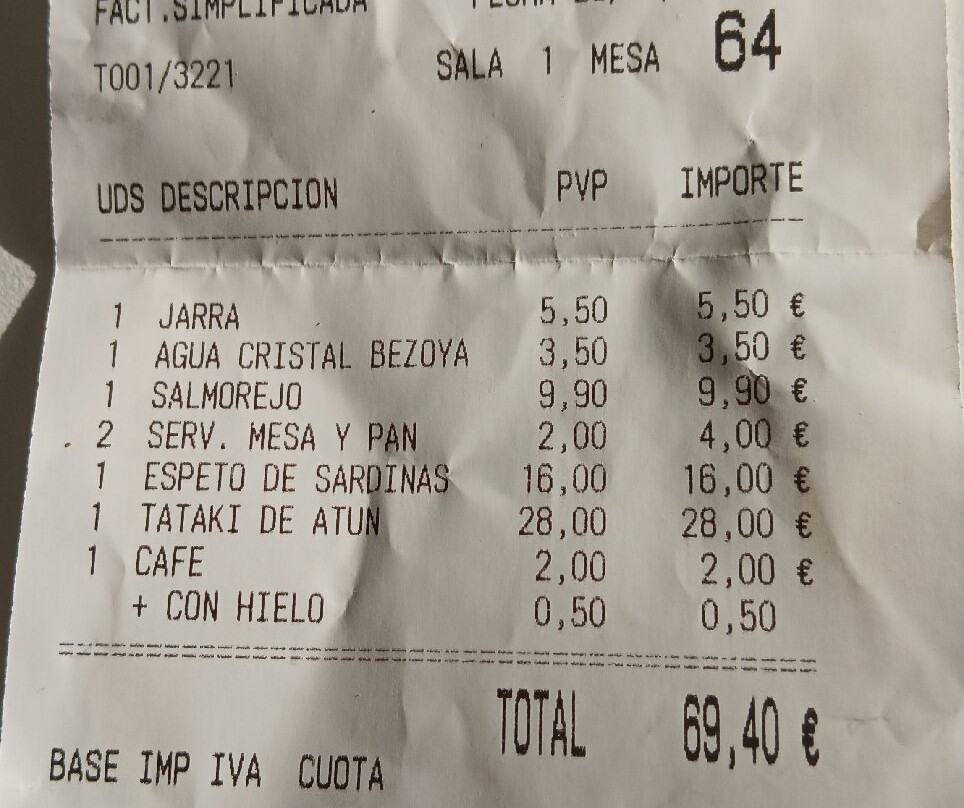 FACT.SIMPLIFICADA
T001/3221 SALA 1 MESA 64
UDS DESCRIPCION PVP IMPORTE
1 JARRA 5,50 5,50 €
1 AGUA CRISTAL BEZOYA 3,50 3,50 €
1 SALMOREJO 9,90 9,90 €
2 SERV. MESA Y PAN 2,00 4,00 €
1 ESPETO DE SARDINAS 16,00 16,00 €
1 TATAKI DE ATUN 28,00 28,00 €
1 CAFE 2,00 2,00 €
+ CON HIELO 0,50 0,50
TOTAL 69,40 €
BASE IMP IVA CUOTA